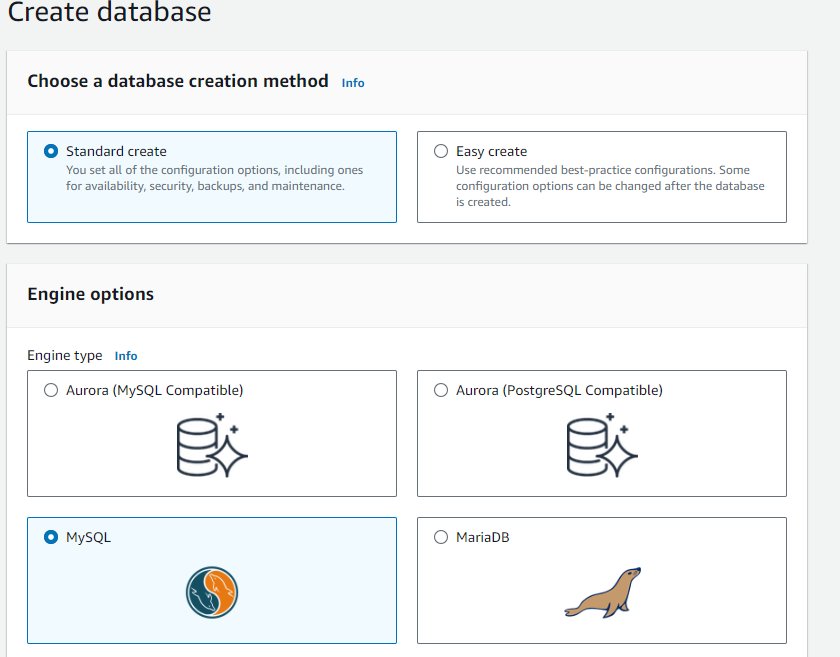 Create database
Choose a database creation method Info
Standard create
You set all of the configuration options, including ones
for availability, security, backups, and maintenance.
Easy create
Use recommended best-practice configurations. Some
configuration options can be changed after the database
is created.
Engine options
Engine type Info
Aurora (MySQL Compatible)
Aurora (PostgreSQL Compatible)
MySQL
MariaDB